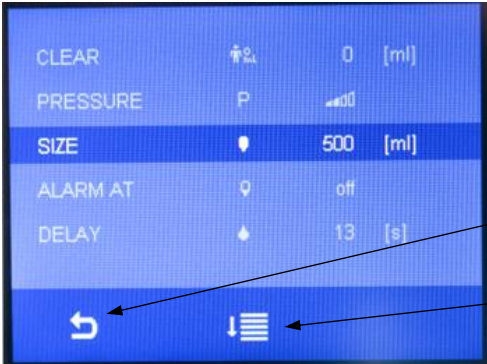 CLEAR 0 [ml]
PRESSURE P
SIZE 500 [ml]
ALARM AT off
DELAY 13 [s]